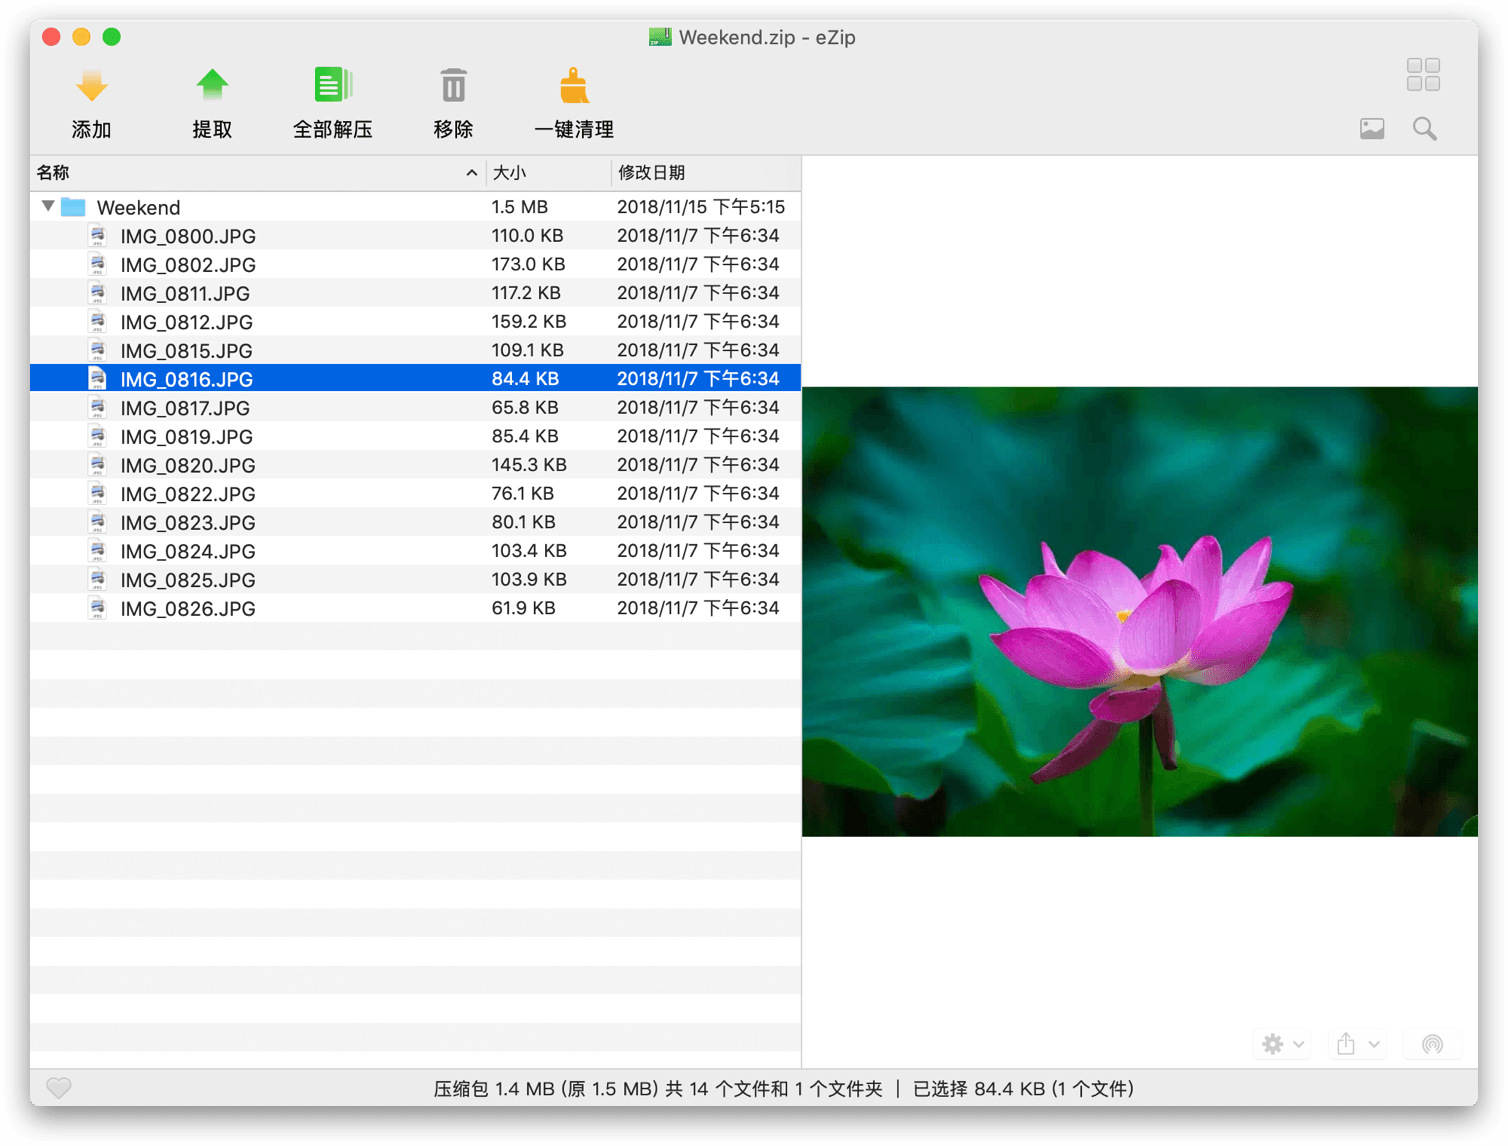 Weekend.zip - eZip
添加 提取 全部解压 移除 一键清理
名称 大小 修改日期
Weekend 1.5 MB 2018/11/15 下午5:15
IMG_0800.JPG 110.0 KB 2018/11/7 下午6:34
IMG_0802.JPG 173.0 KB 2018/11/7 下午6:34
IMG_0811.JPG 117.2 KB 2018/11/7 下午6:34
IMG_0812.JPG 159.2 KB 2018/11/7 下午6:34
IMG_0815.JPG 109.1 KB 2018/11/7 下午6:34
IMG_0816.JPG 84.4 KB 2018/11/7 下午6:34
IMG_0817.JPG 65.8 KB 2018/11/7 下午6:34
IMG_0819.JPG 85.4 KB 2018/11/7 下午6:34
IMG_0820.JPG 145.3 KB 2018/11/7 下午6:34
IMG_0822.JPG 76.1 KB 2018/11/7 下午6:34
IMG_0823.JPG 80.1 KB 2018/11/7 下午6:34
IMG_0824.JPG 103.4 KB 2018/11/7 下午6:34
IMG_0825.JPG 103.9 KB 2018/11/7 下午6:34
IMG_0826.JPG 61.9 KB 2018/11/7 下午6:34
压缩包 1.4 MB (原 1.5 MB) 共 14 个文件和 1 个文件夹 | 已选择 84.4 KB (1 个文件)